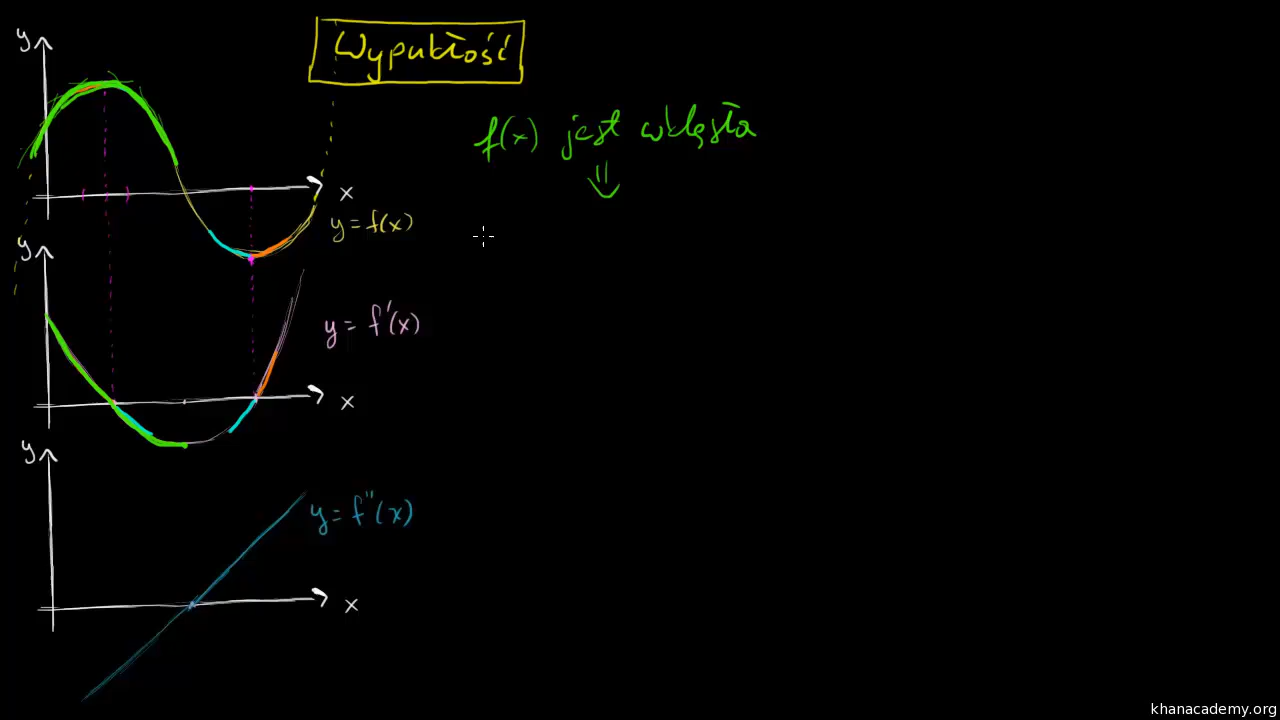 Wypukłość
f(x) jest wklęsła
⇓
y
x
y = f(x)
y
y = f'(x)
x
y
y = f''(x)
x
khanacademy.org